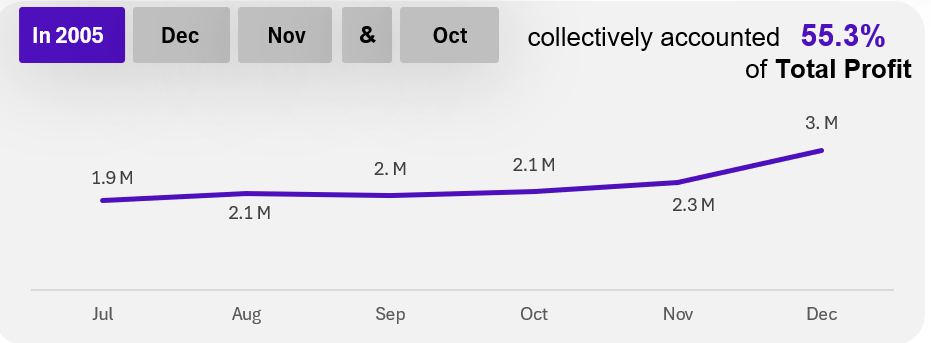 In 2005 Dec Nov & Oct collectively accounted 55.3%
of Total Profit
3. M
2. M
2.1 M
1.9 M
2.1 M
2.3 M
Jul Aug Sep Oct Nov Dec